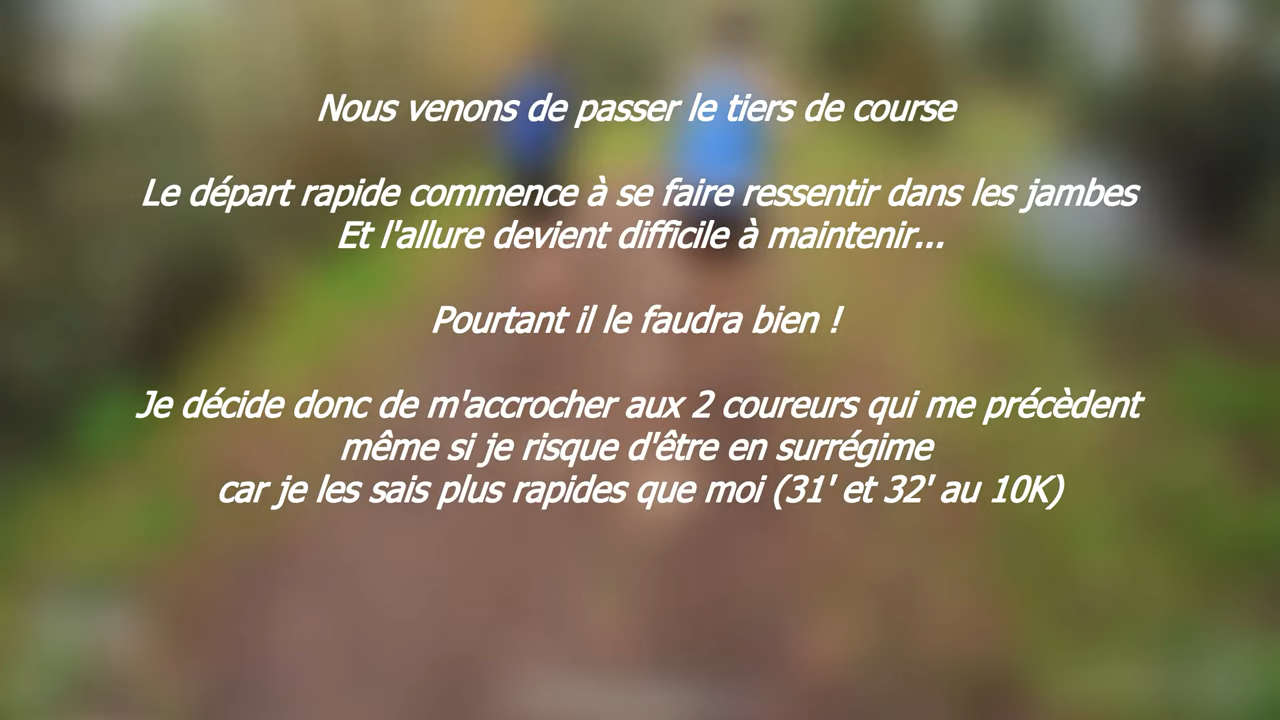 Nous venons de passer le tiers de course
Le départ rapide commence à se faire ressentir dans les jambes
Et l'allure devient difficile à maintenir...
Pourtant il le faudra bien !
Je décide donc de m'accrocher aux 2 coureurs qui me précèdent
même si je risque d'être en surrégime
car je les sais plus rapides que moi (31' et 32' au 10K)